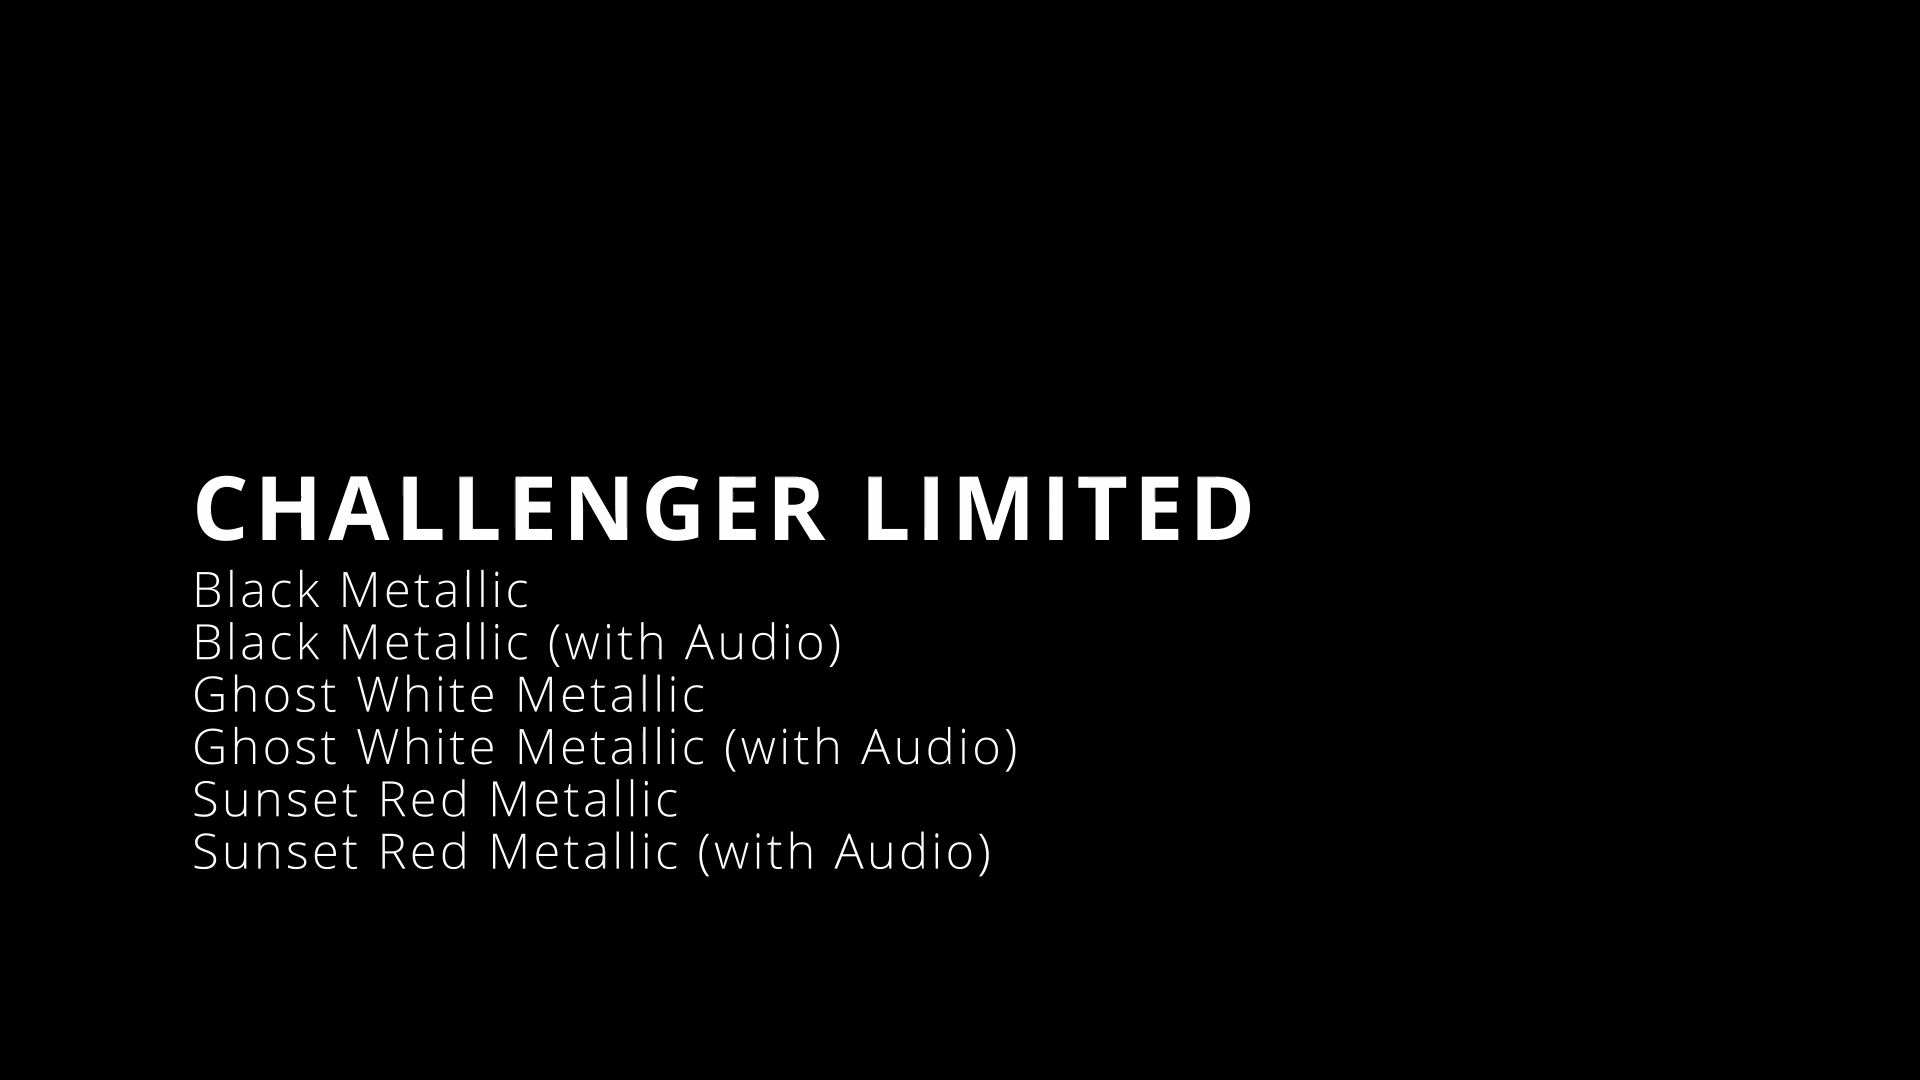 CHALLENGER LIMITED
Black Metallic
Black Metallic (with Audio)
Ghost White Metallic
Ghost White Metallic (with Audio)
Sunset Red Metallic
Sunset Red Metallic (with Audio)